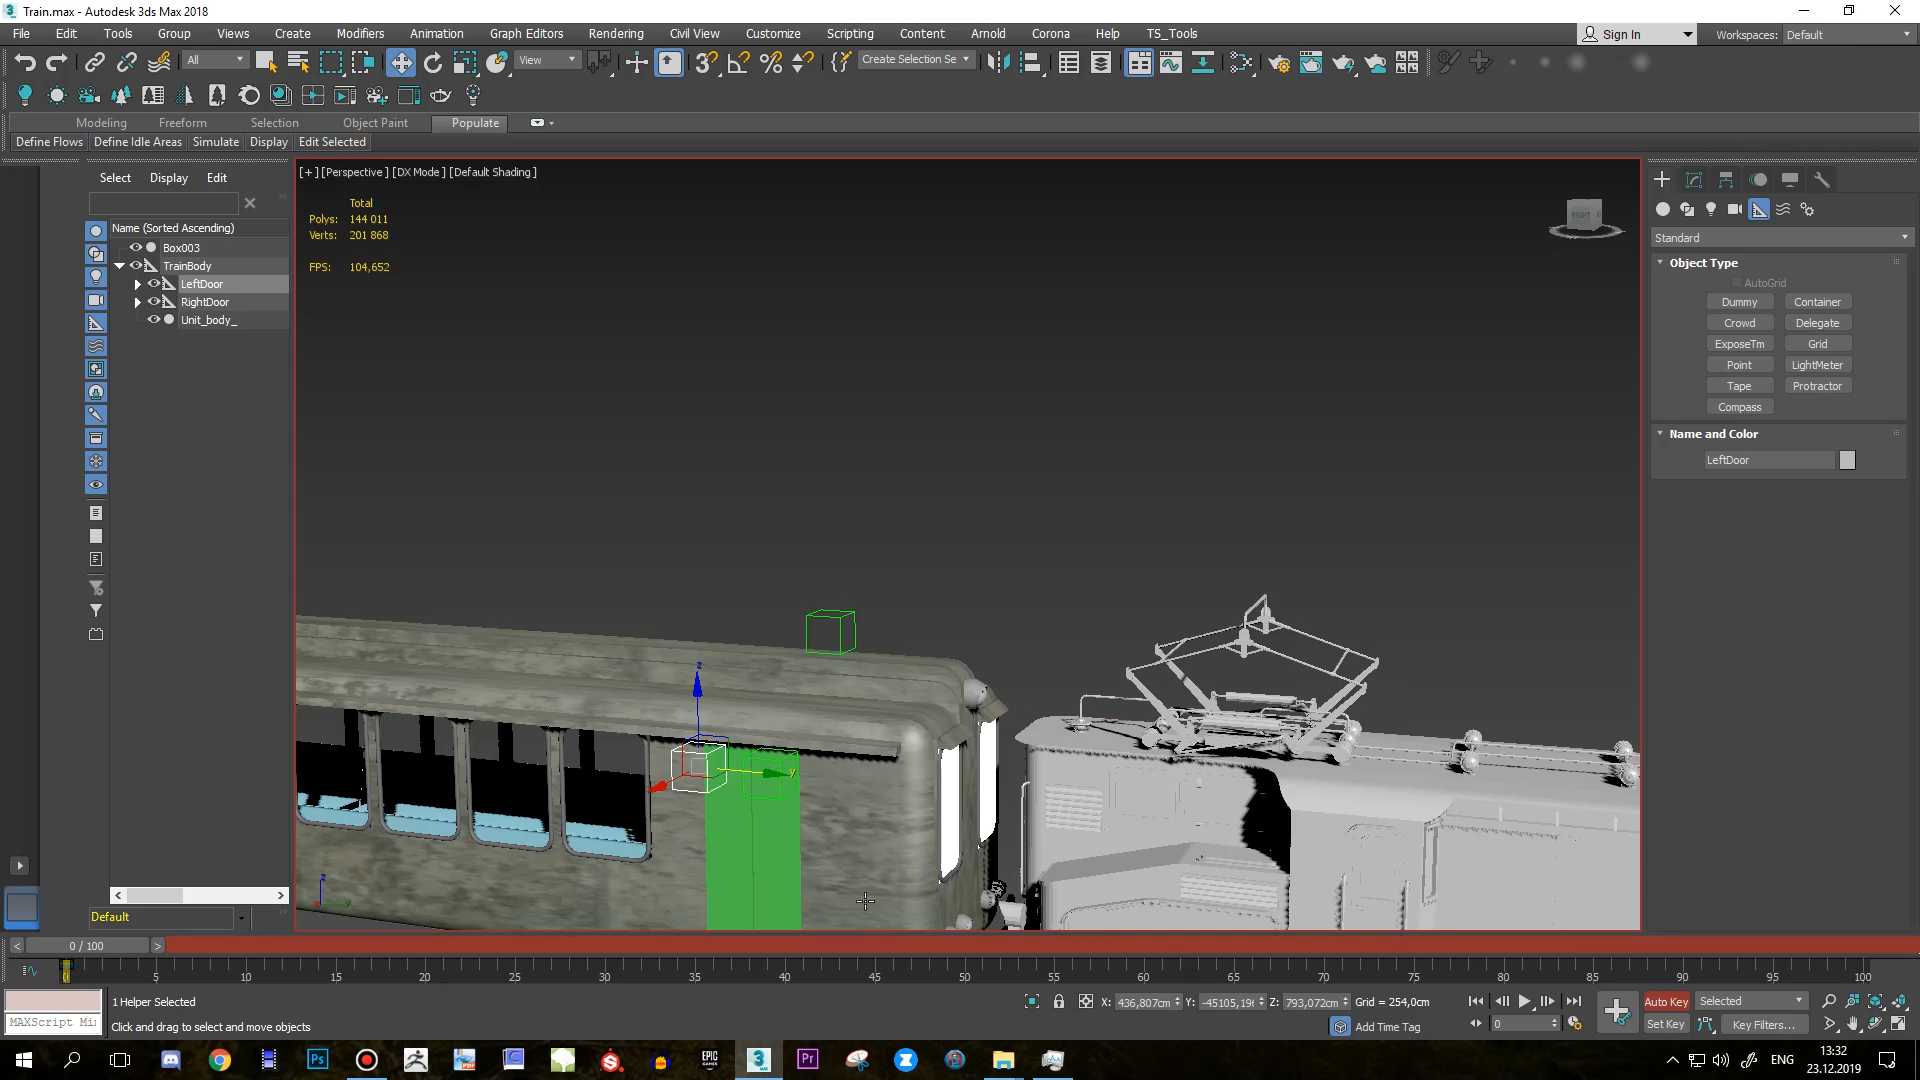 Train.max - Autodesk 3ds Max 2018
File Edit Tools Group Views Create Modifiers Animation Graph Editors Rendering Civil View Customize Scripting Content Arnold Corona Help TS_Tools
Sign In Workspaces: Default
All View Create Selection Se
Modeling Freeform Selection Object Paint Populate
Define Flows Define Idle Areas Simulate Display Edit Selected
Select Display Edit
Name (Sorted Ascending)
Box003
TrainBody
LeftDoor
RightDoor
Unit_body_
Default
[+] [Perspective ] [DX Mode ] [Default Shading ]
Total
Polys: 144 011
Verts: 201 868
FPS: 104,652
RIGHT
z
y
z
Standard
Object Type
AutoGrid
Dummy Container
Crowd Delegate
ExposeTm Grid
Point LightMeter
Tape Protractor
Compass
Name and Color
LeftDoor
< 0 / 100 >
0 5 10 15 20 25 30 35 40 45 50 55 60 65 70 75 80 85 90 95 100
1 Helper Selected X: 436,807cm Y: -45105,196 Z: 793,072cm Grid = 254,0cm Auto Key Selected
MAXScript Mi Click and drag to select and move objects Add Time Tag 0 Set Key Key Filters...
ENG 13:32
23.12.2019